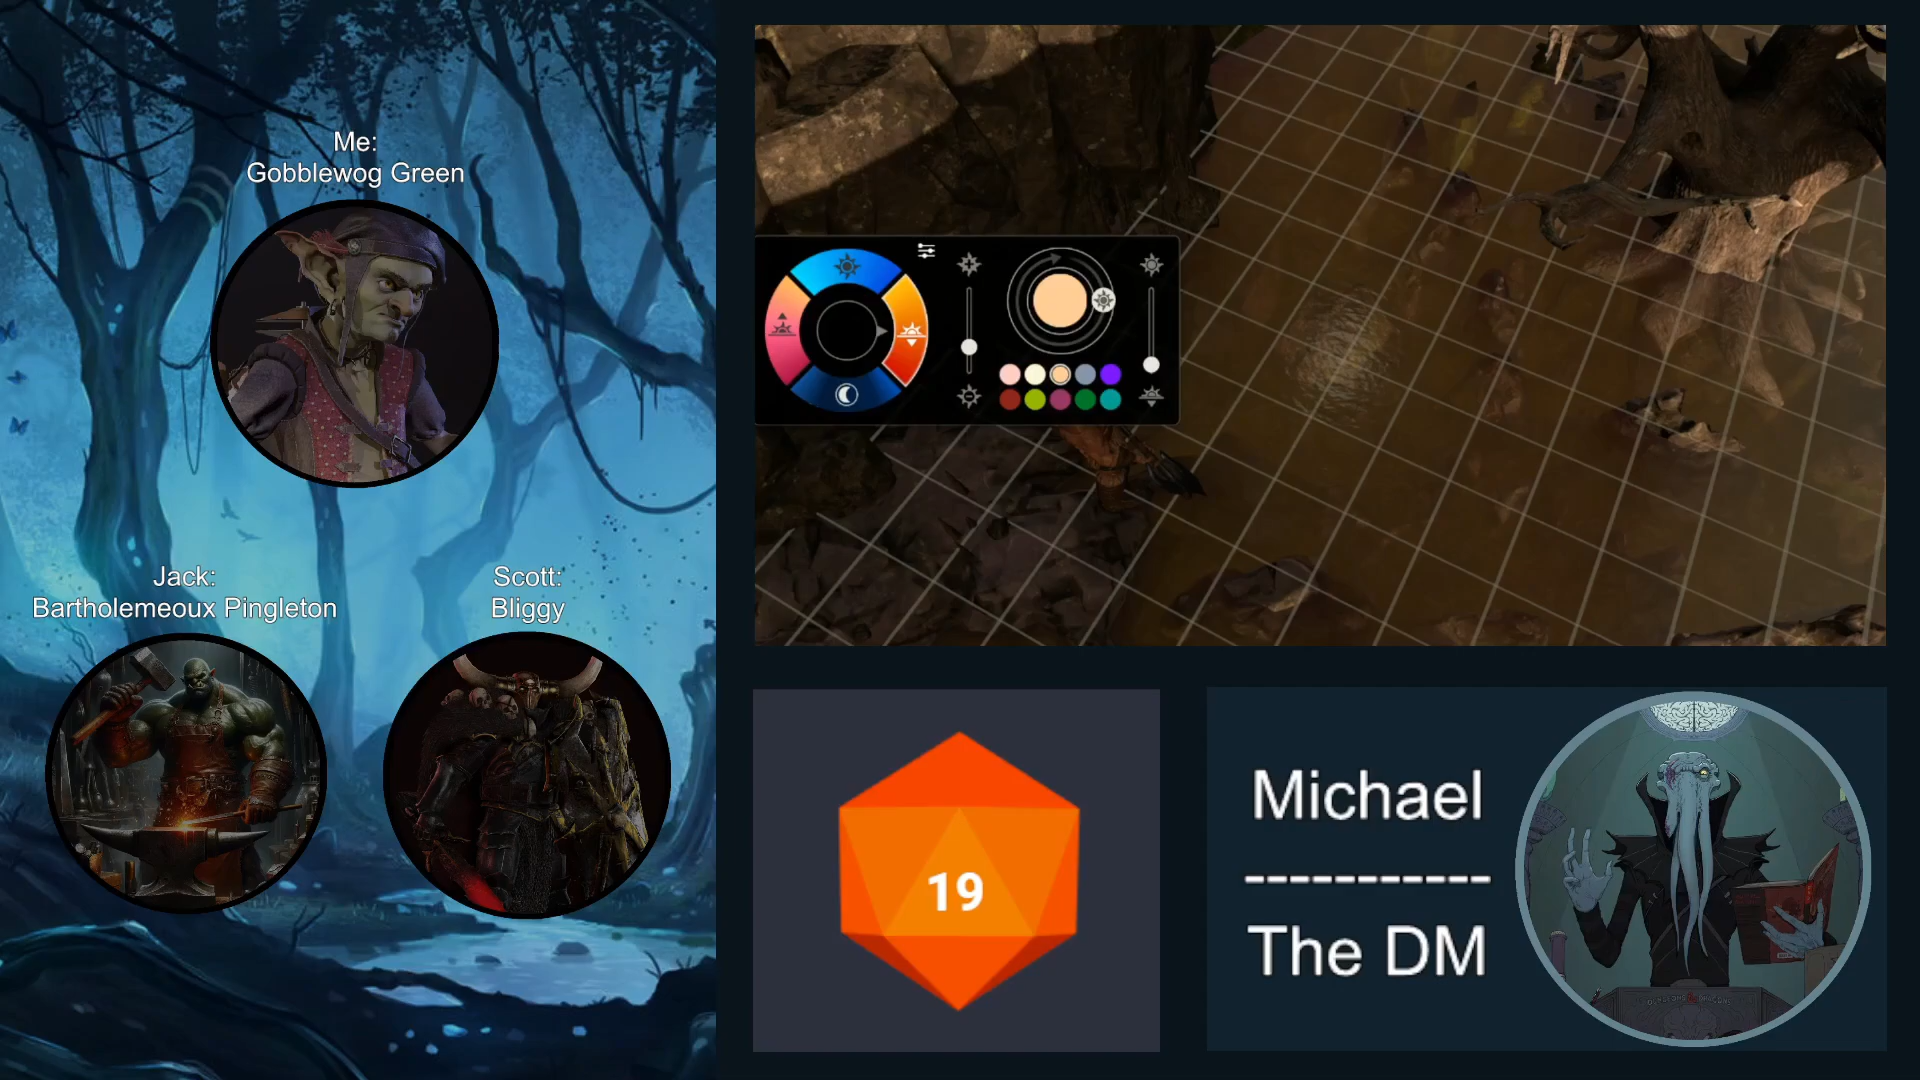 Me:
Gobblewog Green
Jack:
Bartholemeoux Pingleton
Scott:
Bliggy
19
Michael
-----------
The DM